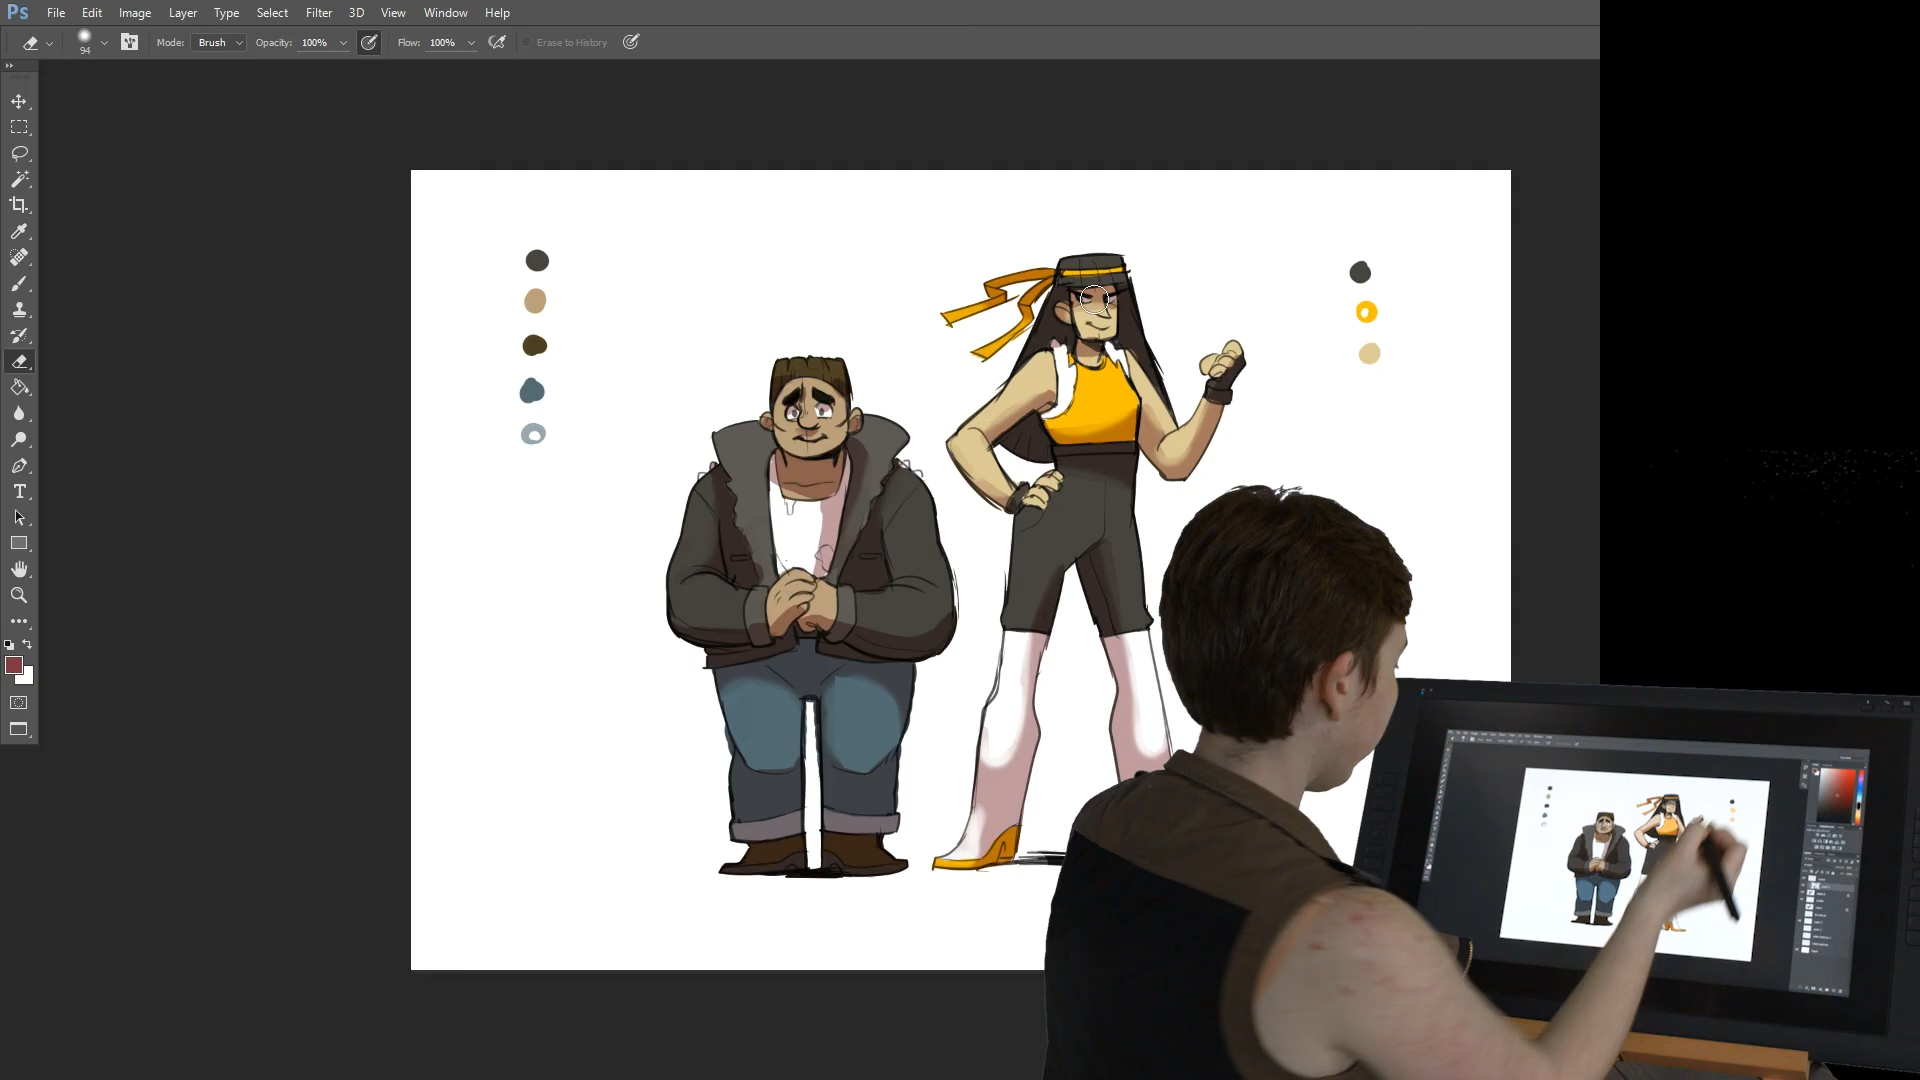 Ps File Edit Image Layer Type Select Filter 3D View Window Help
94 Mode: Brush Opacity: 100% Flow: 100% Erase to History